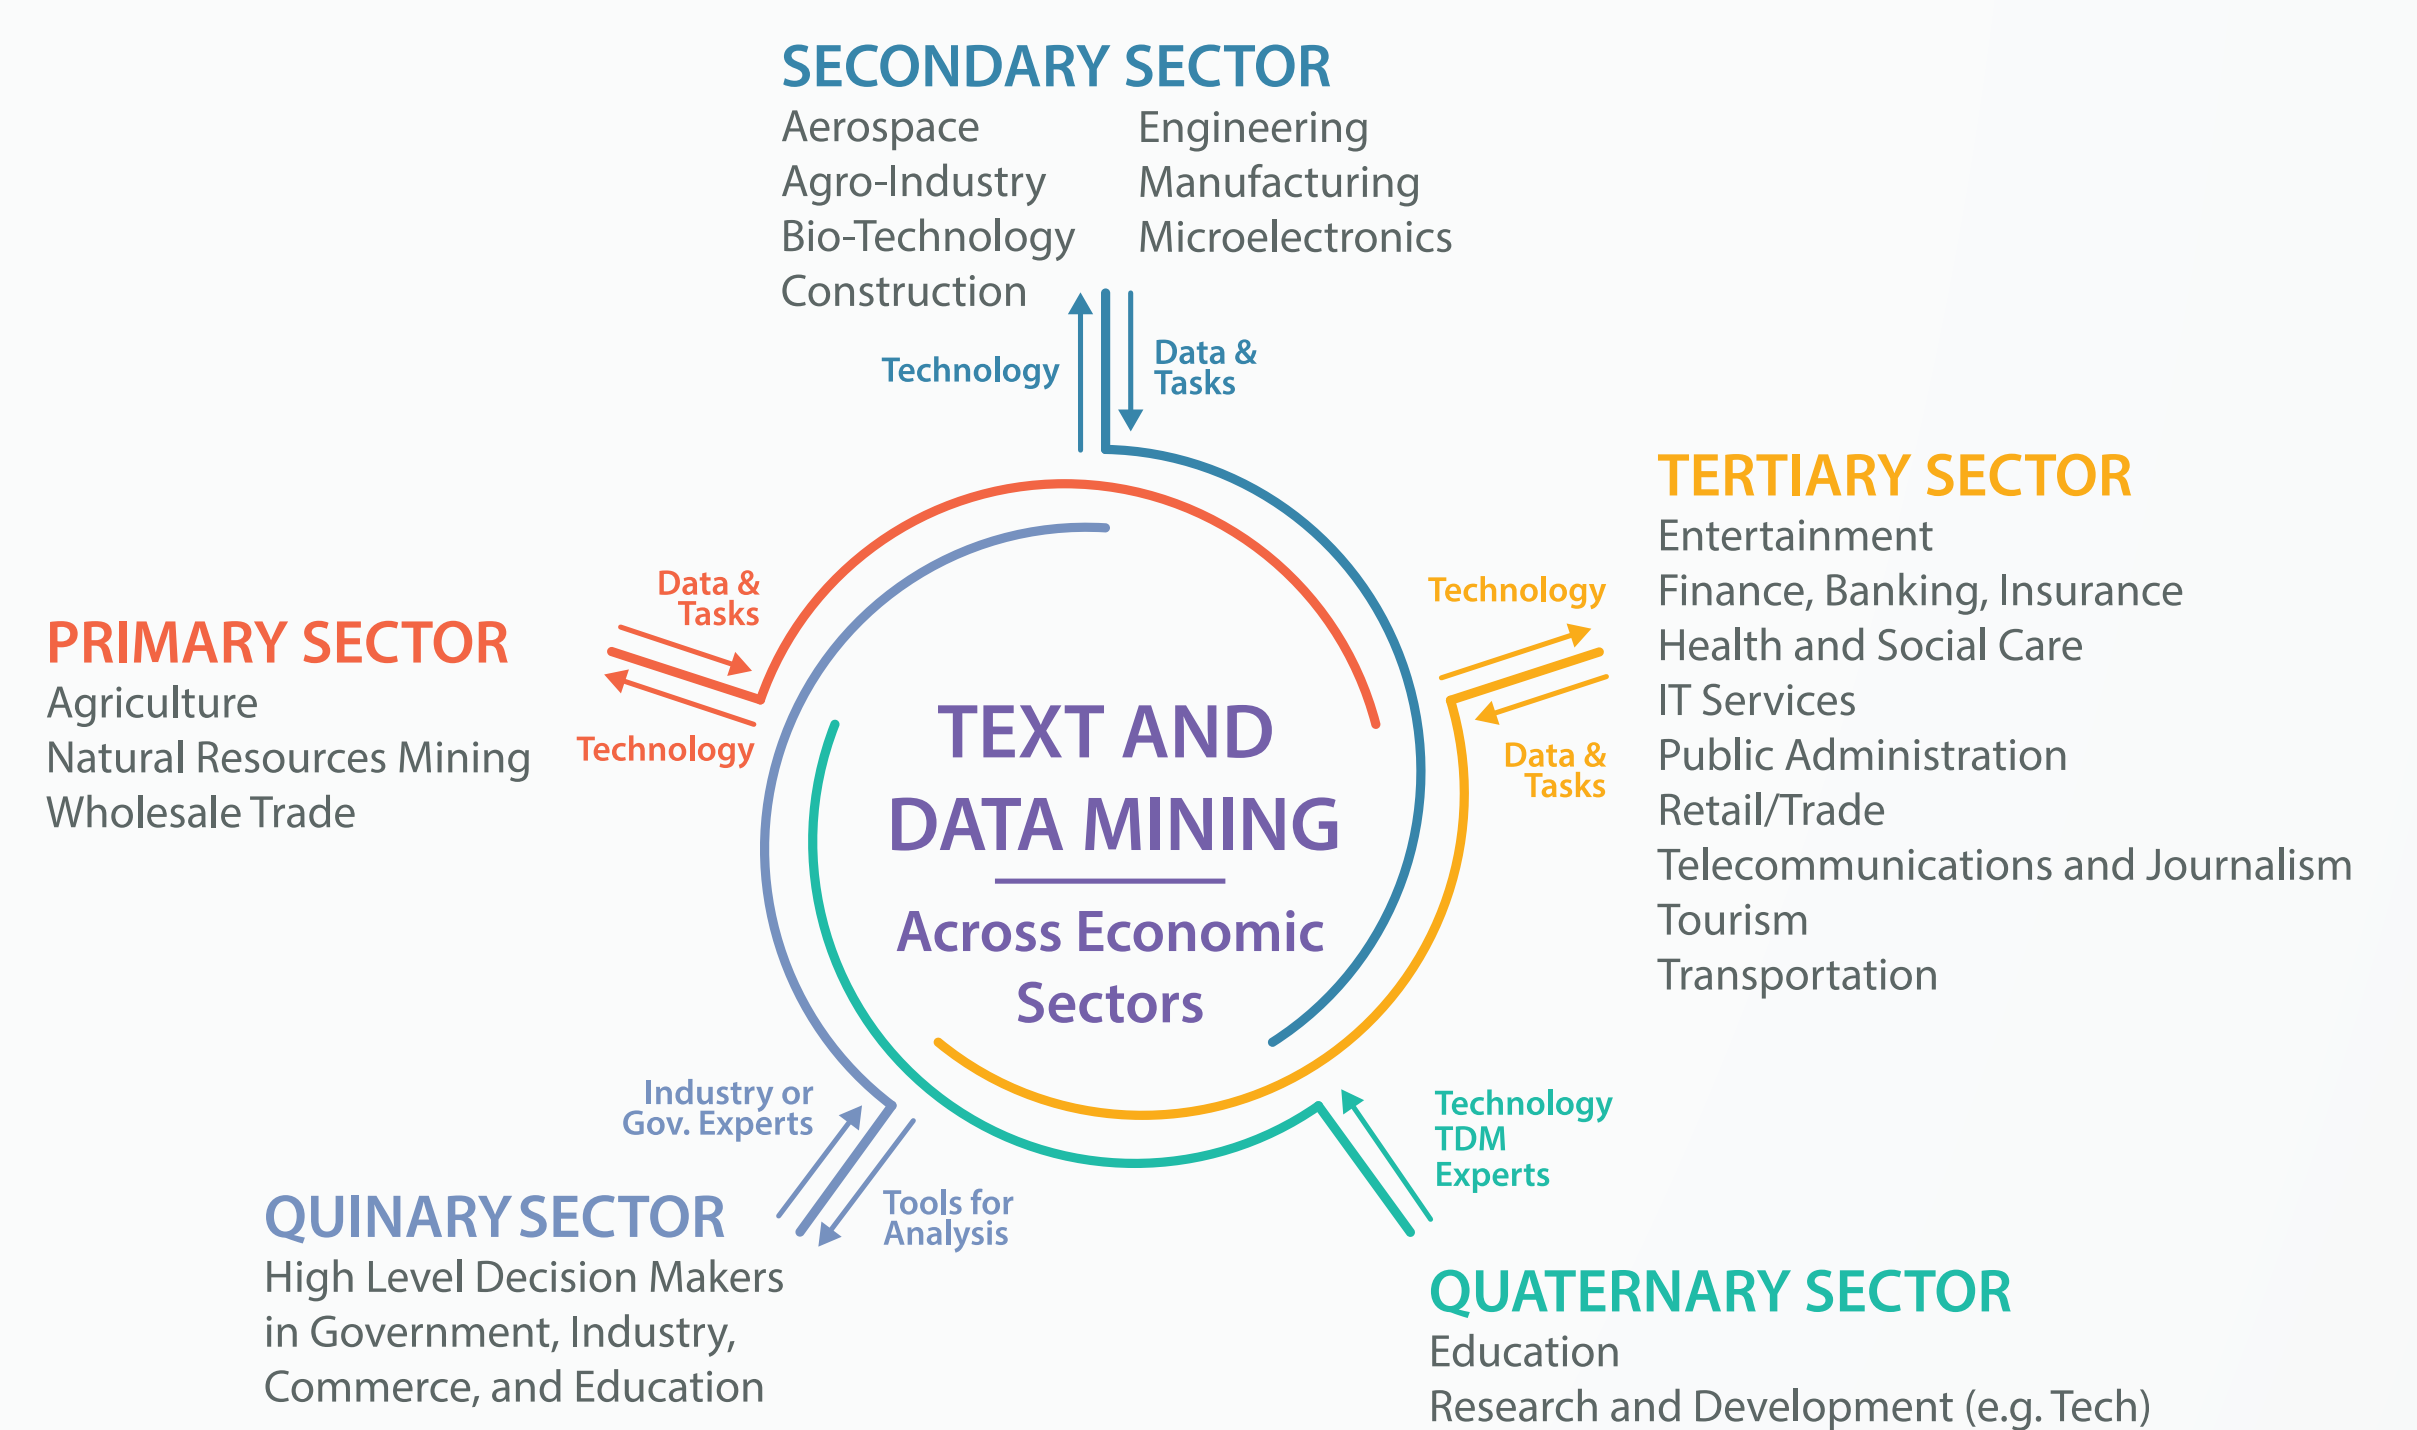 SECONDARY SECTOR
Aerospace
Agro-Industry
Bio-Technology
Construction
Engineering
Manufacturing
Microelectronics
Technology
Data &
Tasks
TERTIARY SECTOR
Entertainment
Finance, Banking, Insurance
Health and Social Care
IT Services
Public Administration
Retail/Trade
Telecommunications and Journalism
Tourism
Transportation
Technology
Data &
Tasks
PRIMARY SECTOR
Agriculture
Natural Resources Mining
Wholesale Trade
Data &
Tasks
Technology
TEXT AND
DATA MINING
Across Economic
Sectors
Industry or
Gov. Experts
Tools for
Analysis
QUINARY SECTOR
High Level Decision Makers
in Government, Industry,
Commerce, and Education
Technology
TDM
Experts
QUATERNARY SECTOR
Education
Research and Development (e.g. Tech)